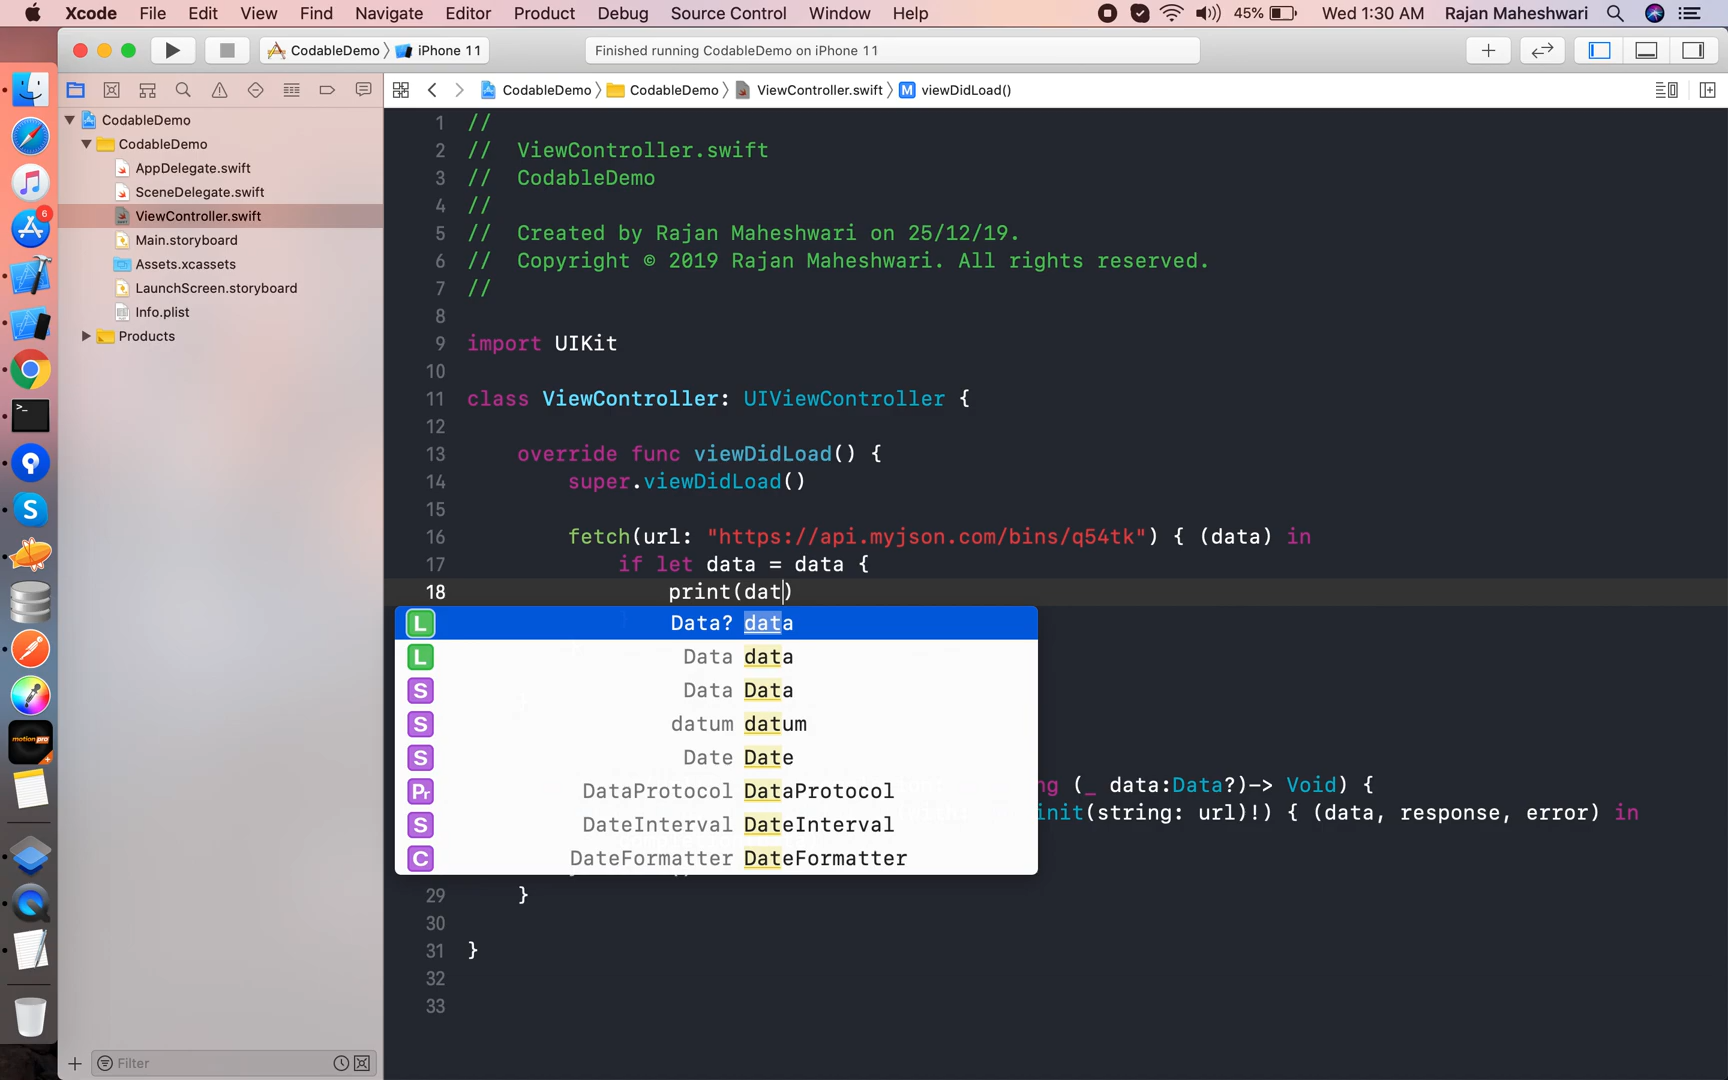 Xcode File Edit View Find Navigate Editor Product Debug Source Control Window Help 45% Wed 1:30 AM Rajan Maheshwari
CodableDemo iPhone 11 Finished running CodableDemo on iPhone 11
CodableDemo CodableDemo ViewController.swift M viewDidLoad()
CodableDemo
CodableDemo
AppDelegate.swift
SceneDelegate.swift
ViewController.swift
Main.storyboard
Assets.xcassets
LaunchScreen.storyboard
Info.plist
Products
6
S
motion pro
1 //
2 // ViewController.swift
3 // CodableDemo
4 //
5 // Created by Rajan Maheshwari on 25/12/19.
6 // Copyright © 2019 Rajan Maheshwari. All rights reserved.
7 //
8
9 import UIKit
10
11 class ViewController: UIViewController {
12
13 override func viewDidLoad() {
14 super.viewDidLoad()
15
16 fetch(url: "https://api.myjson.com/bins/q54tk") { (data) in
17 if let data = data {
18 print(dat)
L Data? data
L Data data
S Data Data
S datum datum
S Date Date
Pr DataProtocol DataProtocol
S DateInterval DateInterval
C DateFormatter DateFormatter
ng (_ data:Data?)-> Void) {
init(string: url)!) { (data, response, error) in
29 }
30
31 }
32
33
Filter